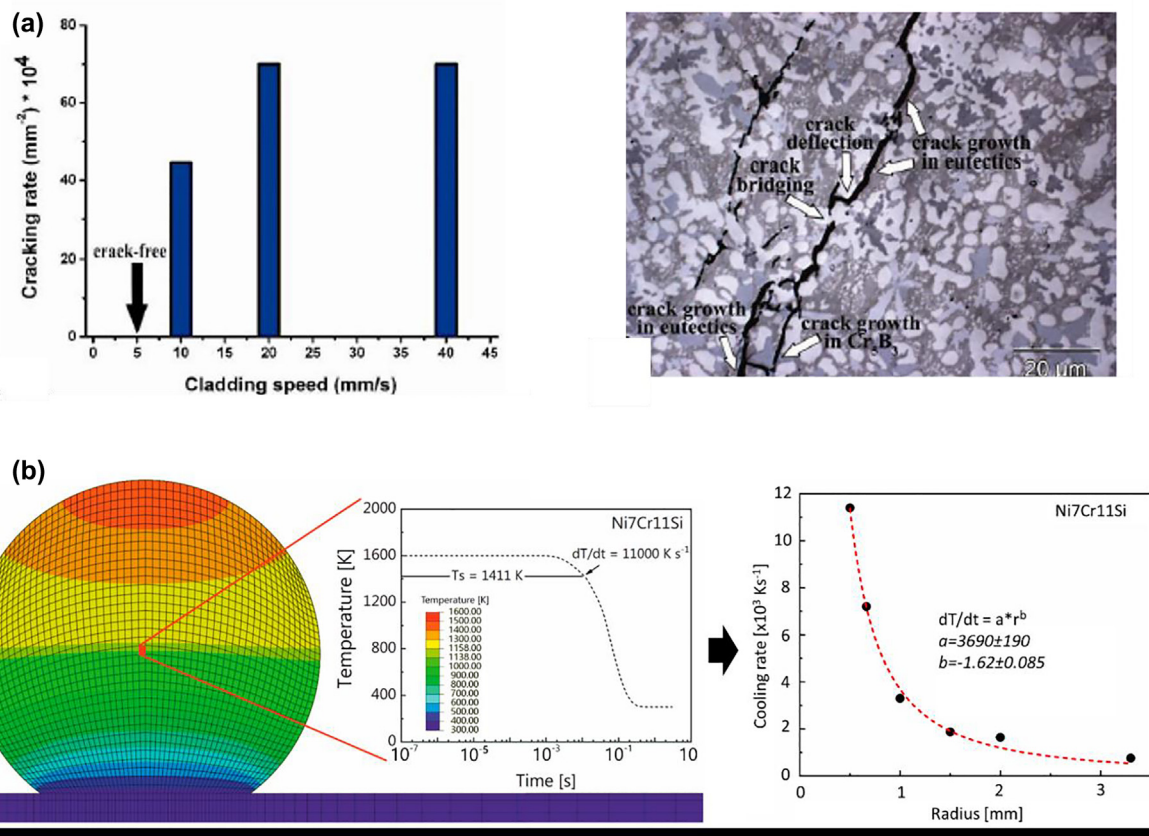 (a)
80
60
40
20
0
Cracking rate (mm⁻²) * 10⁴
crack-free
0 5 10 15 20 25 30 35 40 45
Cladding speed (mm/s)
crack
deflection
crack growth
in eutectics
crack
bridging
crack growth
in eutectics
crack growth
in Cr₅B₃
20 µm
(b)
2000
1600
1200
800
400
Temperature [K]
Ni7Cr11Si
dT/dt = 11000 K s⁻¹
Ts = 1411 K
Temperature [K]
1600.00
1500.00
1400.00
1300.00
1158.00
1138.00
1000.00
900.00
800.00
700.00
600.00
500.00
400.00
300.00
10⁻⁷ 10⁻⁵ 10⁻³ 10⁻¹ 10
Time [s]
12
10
8
6
4
2
0
Cooling rate [x10³ Ks⁻¹]
Ni7Cr11Si
dT/dt = a*rᵇ
a=3690±190
b=-1.62±0.085
0 1 2 3
Radius [mm]